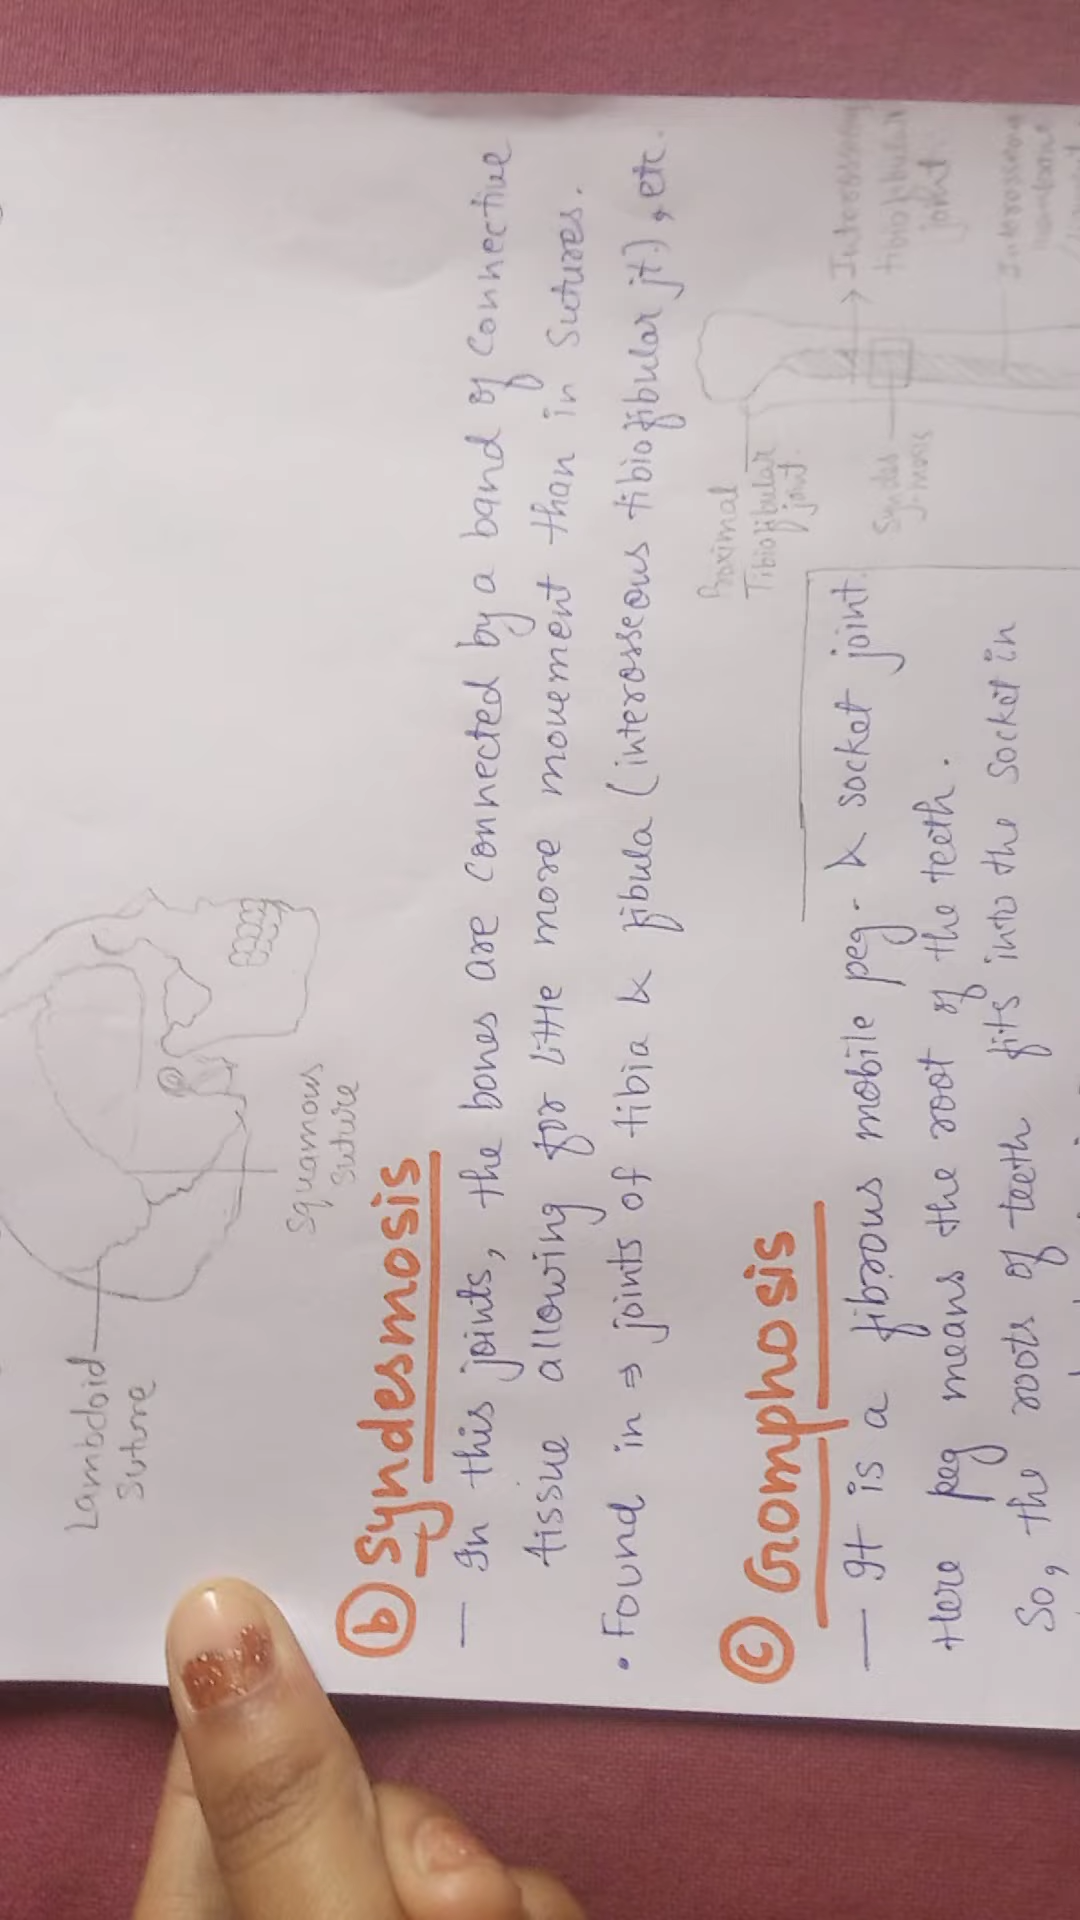 Lambdoid
Suture
Squamous
Suture
(b) Syndesmosis
— In this joints, the bones are connected by a band of connective
tissue allowing for little more movement than in sutures.
• Found in ⇒ joints of tibia & fibula (interosseous tibiofibular jt), etc.
Proximal
Tibiofibular
joint.
Syndes
-mosis
tibiofibular
joint
(c) Gomphosis
— It is a fibrous mobile peg- & socket joint.
Here peg means the root of the teeth.
So, the roots of teeth fits into the socket in